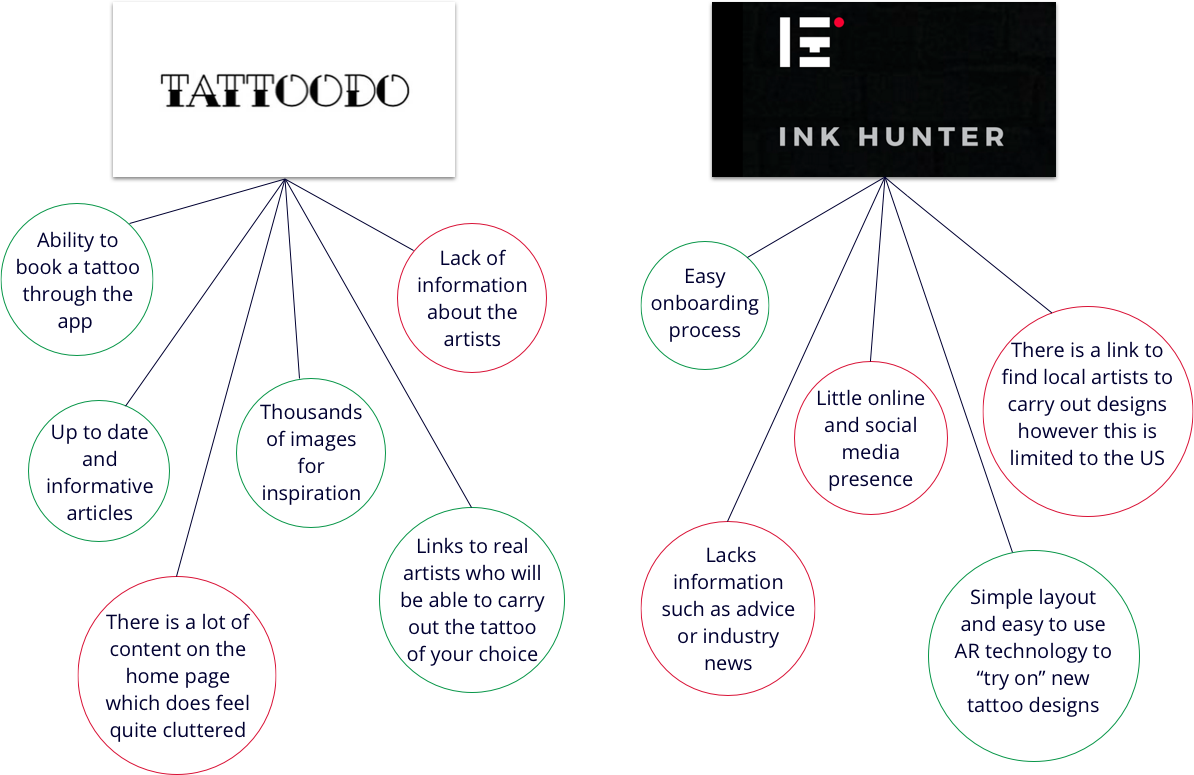 TATTOODO
Ability to
book a tattoo
through the
app
Lack of
information
about the
artists
Up to date
and
informative
articles
Thousands
of images
for
inspiration
Links to real
artists who will
be able to carry
out the tattoo
of your choice
There is a lot of
content on the
home page
which does feel
quite cluttered
INK HUNTER
Easy
onboarding
process
There is a link to
find local artists to
carry out designs
however this is
limited to the US
Little online
and social
media
presence
Lacks
information
such as advice
or industry
news
Simple layout
and easy to use
AR technology to
“try on” new
tattoo designs